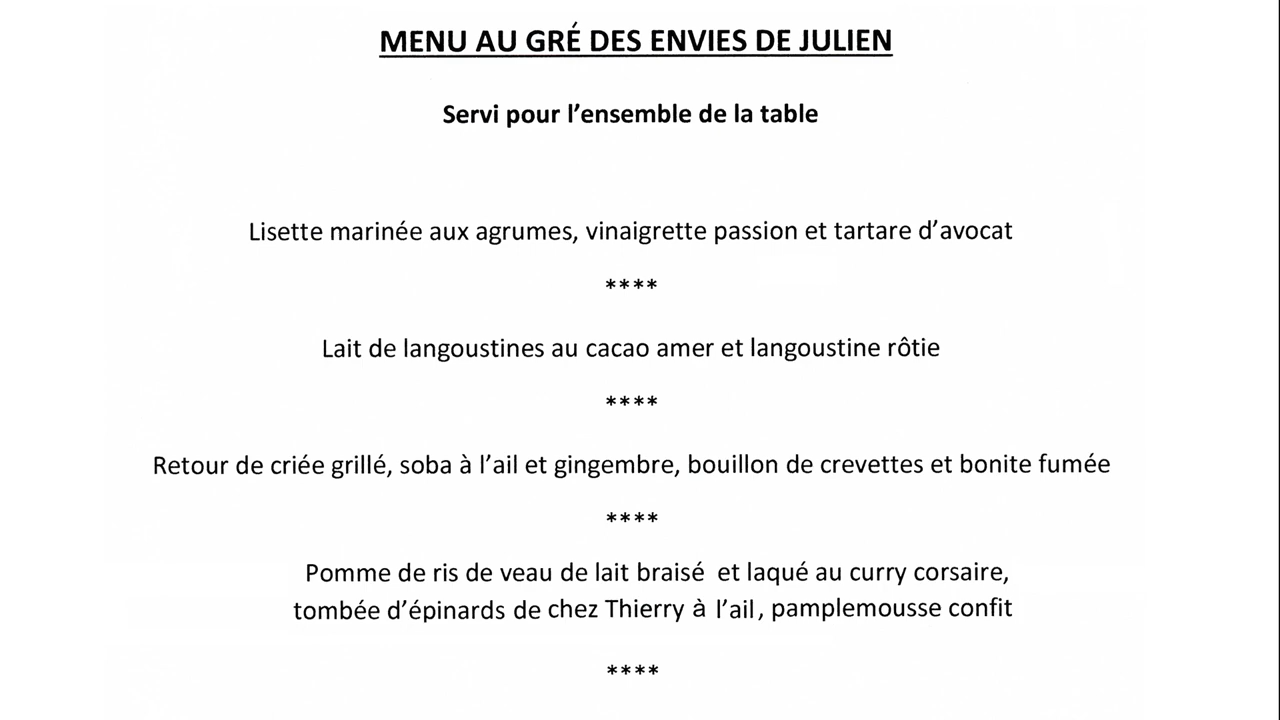 MENU AU GRÉ DES ENVIES DE JULIEN
Servi pour l’ensemble de la table
Lisette marinée aux agrumes, vinaigrette passion et tartare d’avocat
****
Lait de langoustines au cacao amer et langoustine rôtie
****
Retour de criée grillé, soba à l’ail et gingembre, bouillon de crevettes et bonite fumée
****
Pomme de ris de veau de lait braisé et laqué au curry corsaire,
tombée d’épinards de chez Thierry à l’ail, pamplemousse confit
****